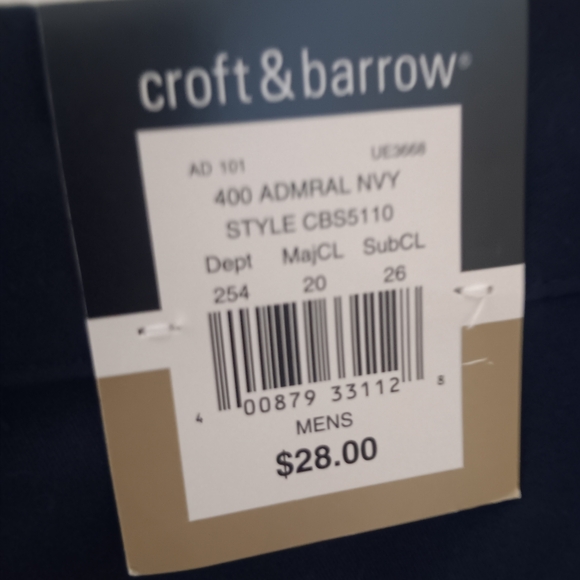 croft & barrow®
AD 101 UE3668
400 ADMRAL NVY
STYLE CBS5110
Dept MajCL SubCL
254 20 26
4 00879 33112 8
MENS
$28.00